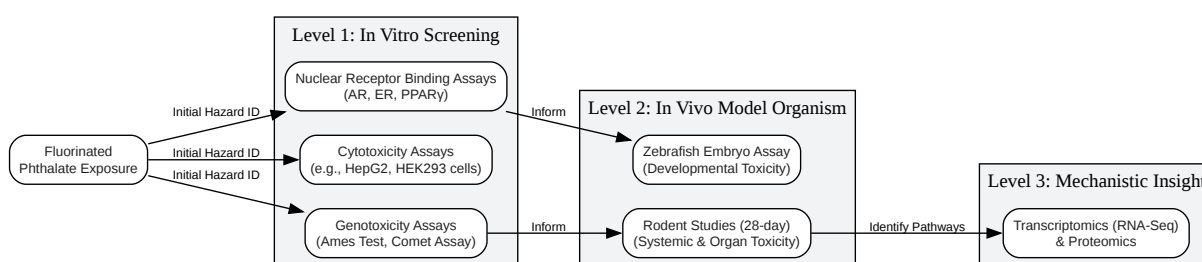 Level 1: In Vitro Screening
Nuclear Receptor Binding Assays
(AR, ER, PPARγ)
Initial Hazard ID
Inform
Level 2: In Vivo Model Organism
Fluorinated
Phthalate Exposure
Initial Hazard ID
Cytotoxicity Assays
(e.g., HepG2, HEK293 cells)
Zebrafish Embryo Assay
(Developmental Toxicity)
Initial Hazard ID
Level 3: Mechanistic Insight
Genotoxicity Assays
(Ames Test, Comet Assay)
Inform
Rodent Studies (28-day)
(Systemic & Organ Toxicity)
Identify Pathways
Transcriptomics (RNA-Seq)
& Proteomics